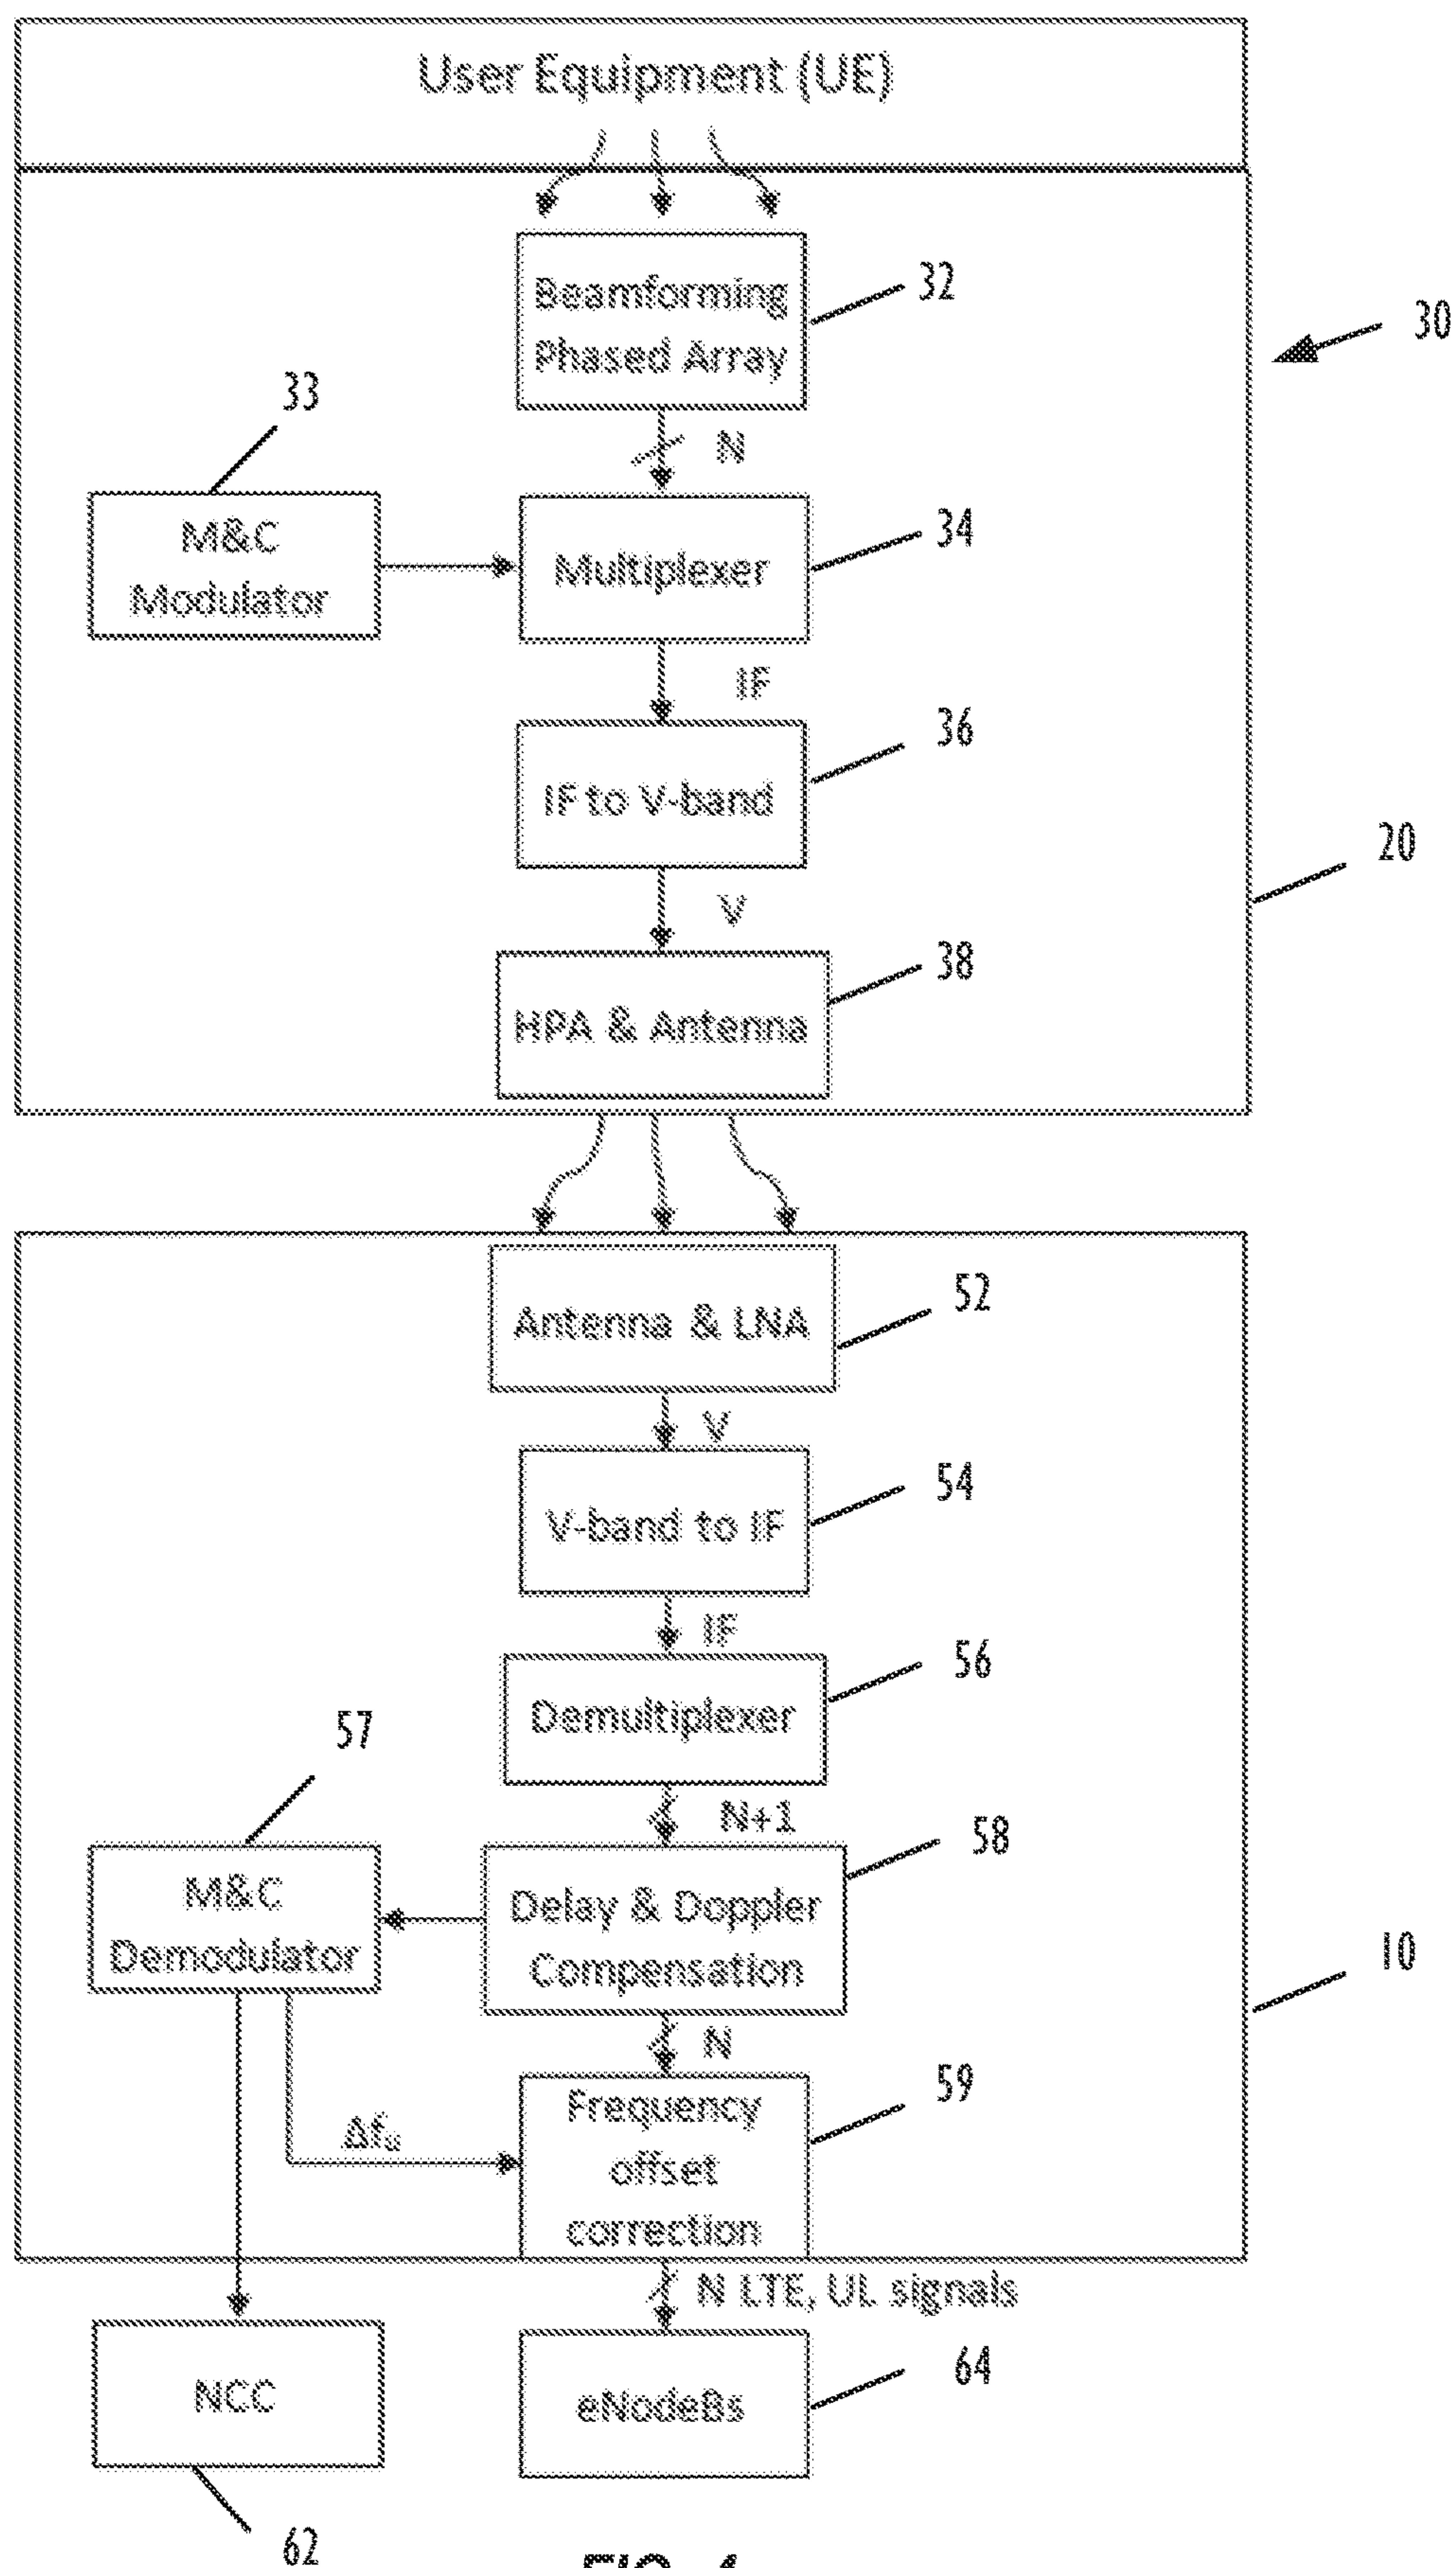 User Equipment (UE)
Beamforming
Phased Array
32
30
N
33
M&C
Modulator
Multiplexer
34
IF
36
IF to V-band
20
V
38
HPA & Antenna
Antenna & LNA
52
V
54
V-band to IF
IF
56
Demultiplexer
57
N+1
58
M&C
Demodulator
Delay & Doppler
Compensation
10
N
59
Frequency
offset
correction
Δfᵤ
N LTE, UL signals
NCC
eNodeBs
64
62